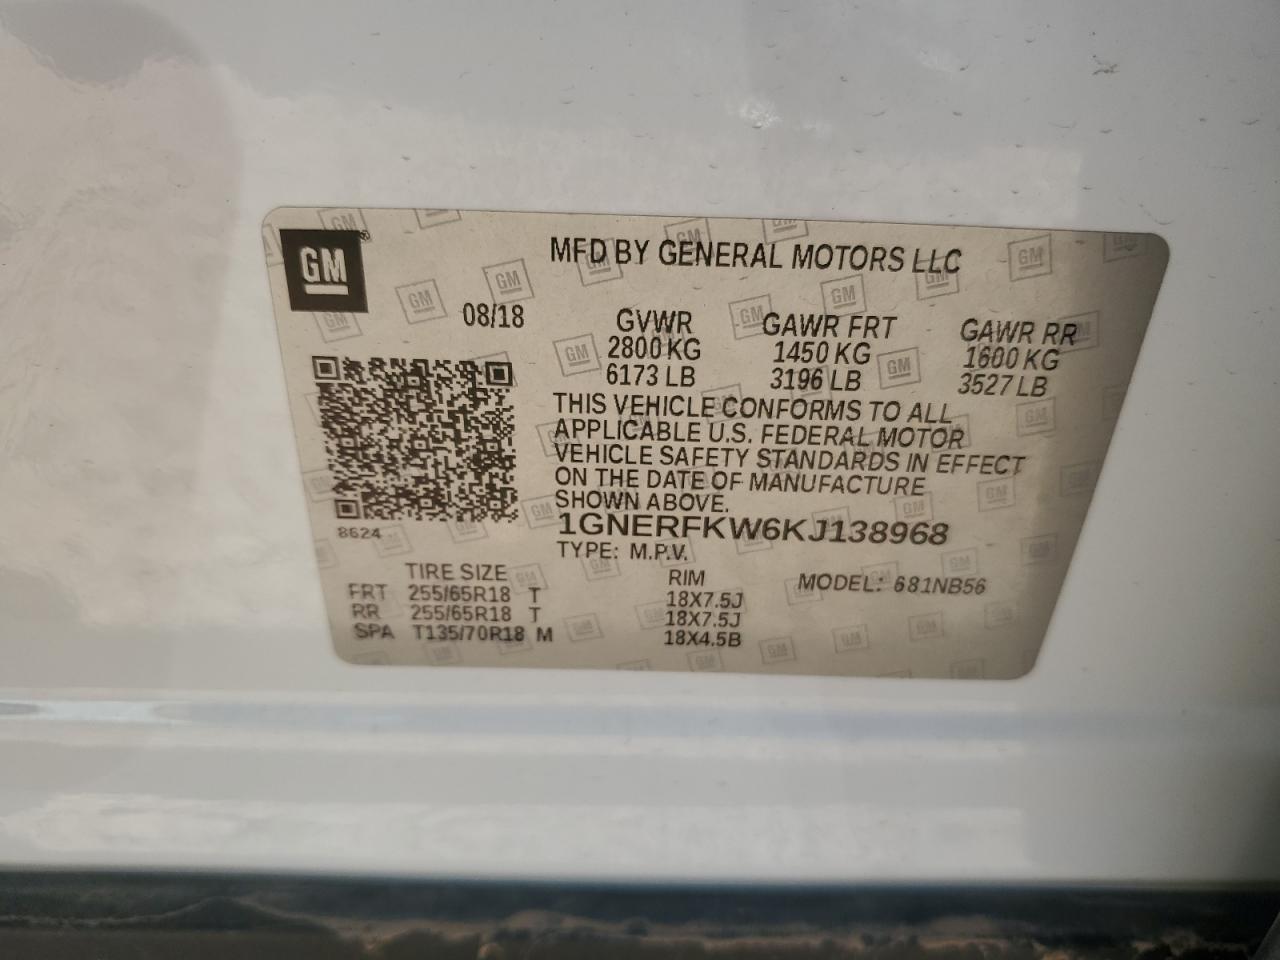 GM
MFD BY GENERAL MOTORS LLC
08/18
GVWR GAWR FRT GAWR RR
2800 KG 1450 KG 1600 KG
6173 LB 3196 LB 3527 LB
THIS VEHICLE CONFORMS TO ALL
APPLICABLE U.S. FEDERAL MOTOR
VEHICLE SAFETY STANDARDS IN EFFECT
ON THE DATE OF MANUFACTURE
SHOWN ABOVE.
1GNERFKW6KJ138968
8624
TYPE: M.P.V.
TIRE SIZE RIM MODEL: 681NB56
FRT 255/65R18 T 18X7.5J
RR 255/65R18 T 18X7.5J
SPA T135/70R18 M 18X4.5B